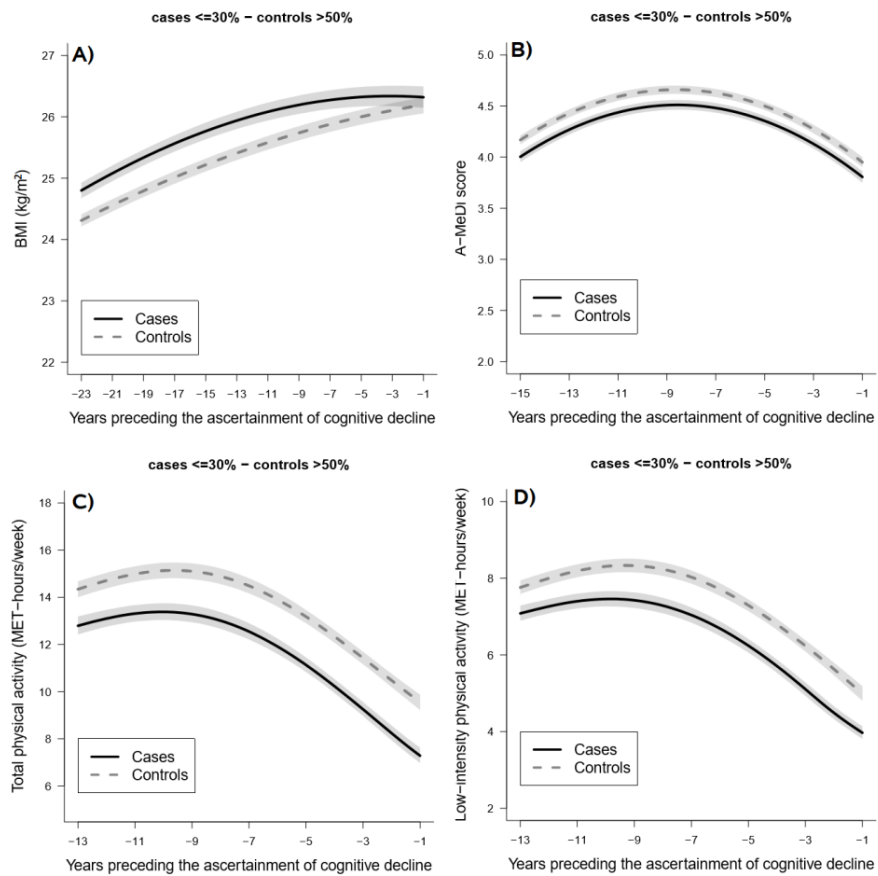 cases <=30% − controls >50%
A)
BMI (kg/m²)
27
26
25
24
23
22
Cases
Controls
−23 −21 −19 −17 −15 −13 −11 −9 −7 −5 −3 −1
Years preceding the ascertainment of cognitive decline
cases <=30% − controls >50%
B)
A−MeDi score
5.0
4.5
4.0
3.5
3.0
2.5
2.0
Cases
Controls
−15 −13 −11 −9 −7 −5 −3 −1
Years preceding the ascertainment of cognitive decline
cases <=30% − controls >50%
C)
Total physical activity (MET−hours/week)
18
16
14
12
10
8
6
Cases
Controls
−13 −11 −9 −7 −5 −3 −1
Years preceding the ascertainment of cognitive decline
cases <=30% − controls >50%
D)
Low−intensity physical activity (MET−hours/week)
10
8
6
4
2
Cases
Controls
−13 −11 −9 −7 −5 −3 −1
Years preceding the ascertainment of cognitive decline